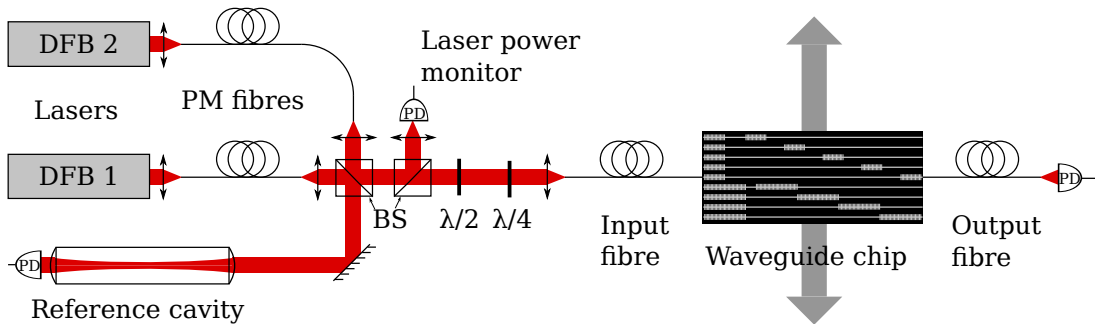 DFB 2
Laser power
monitor
Lasers
PM fibres
PD
DFB 1
BS
λ/2
λ/4
Input
fibre
Waveguide chip
Output
fibre
PD
PD
Reference cavity